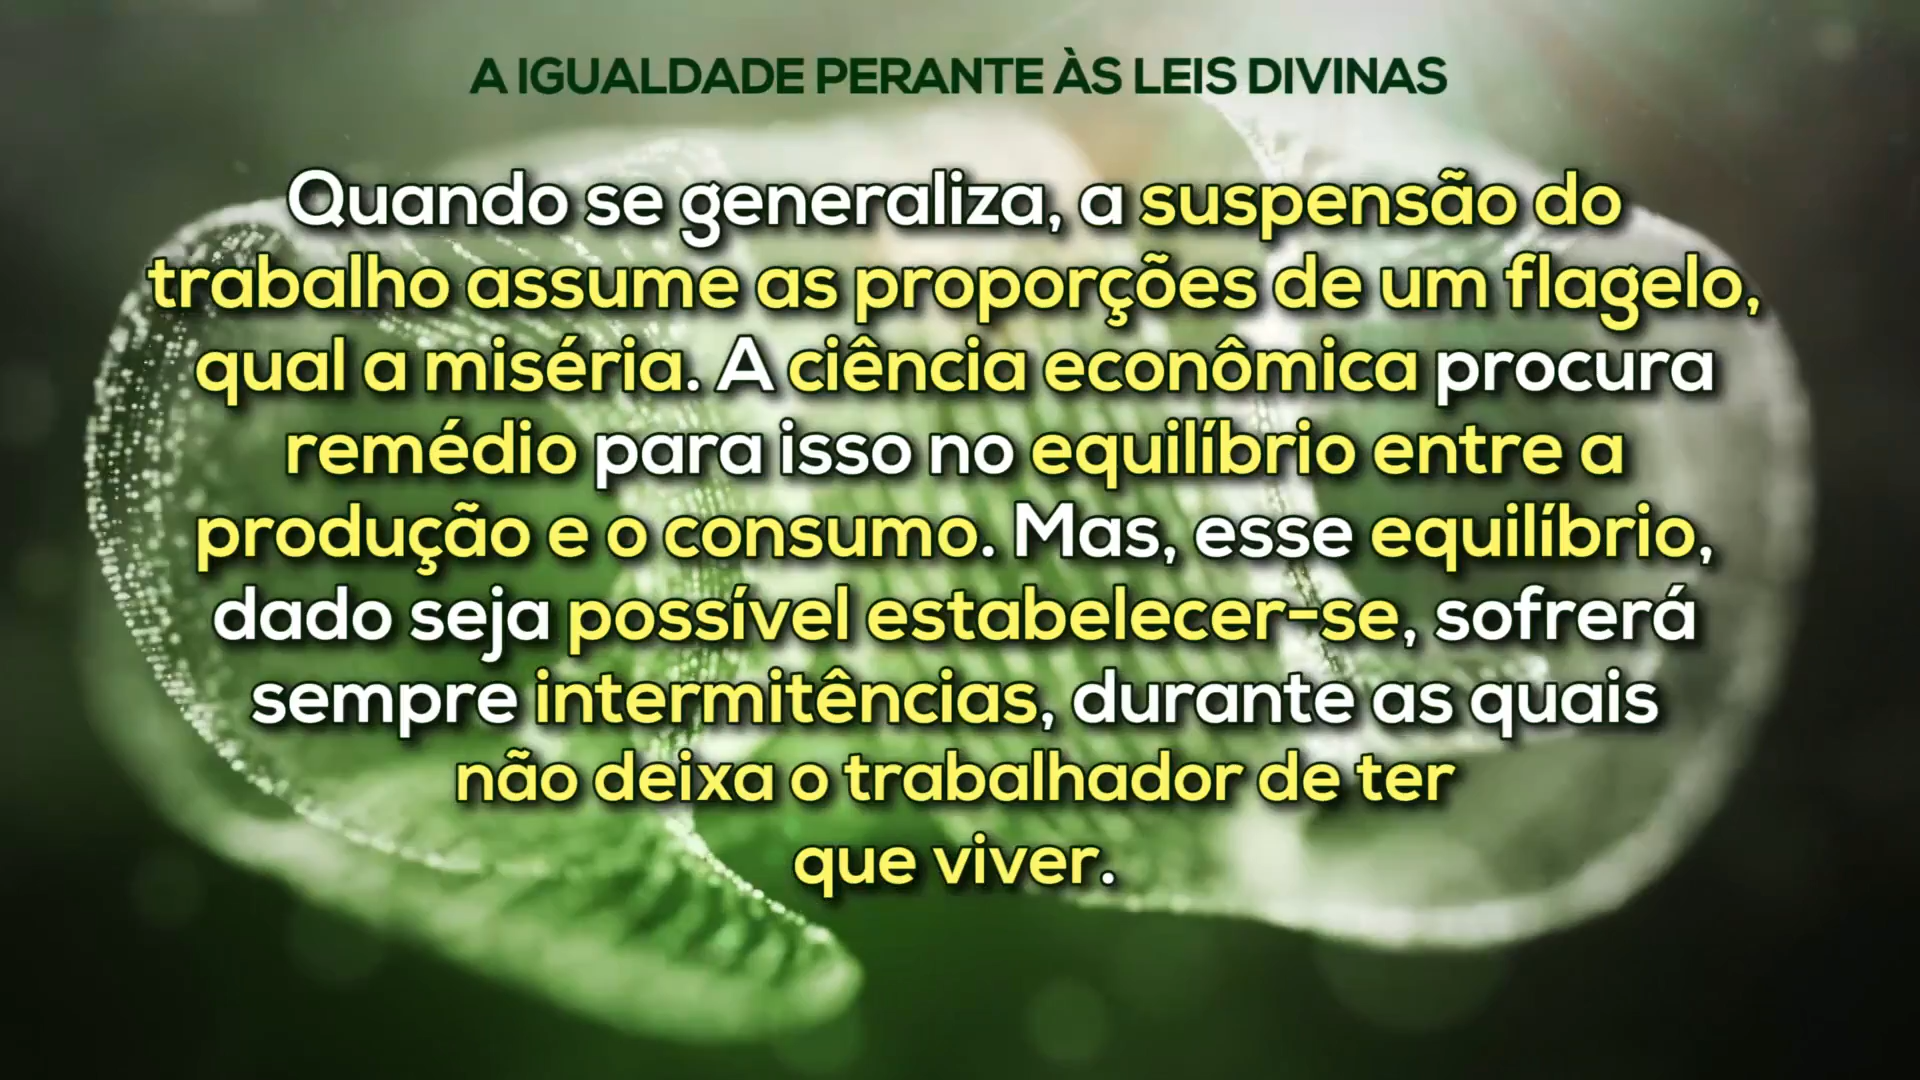 A IGUALDADE PERANTE ÀS LEIS DIVINAS
Quando se generaliza, a suspensão do
trabalho assume as proporções de um flagelo,
qual a miséria. A ciência econômica procura
remédio para isso no equilíbrio entre a
produção e o consumo. Mas, esse equilíbrio,
dado seja possível estabelecer-se, sofrerá
sempre intermitências, durante as quais
não deixa o trabalhador de ter
que viver.